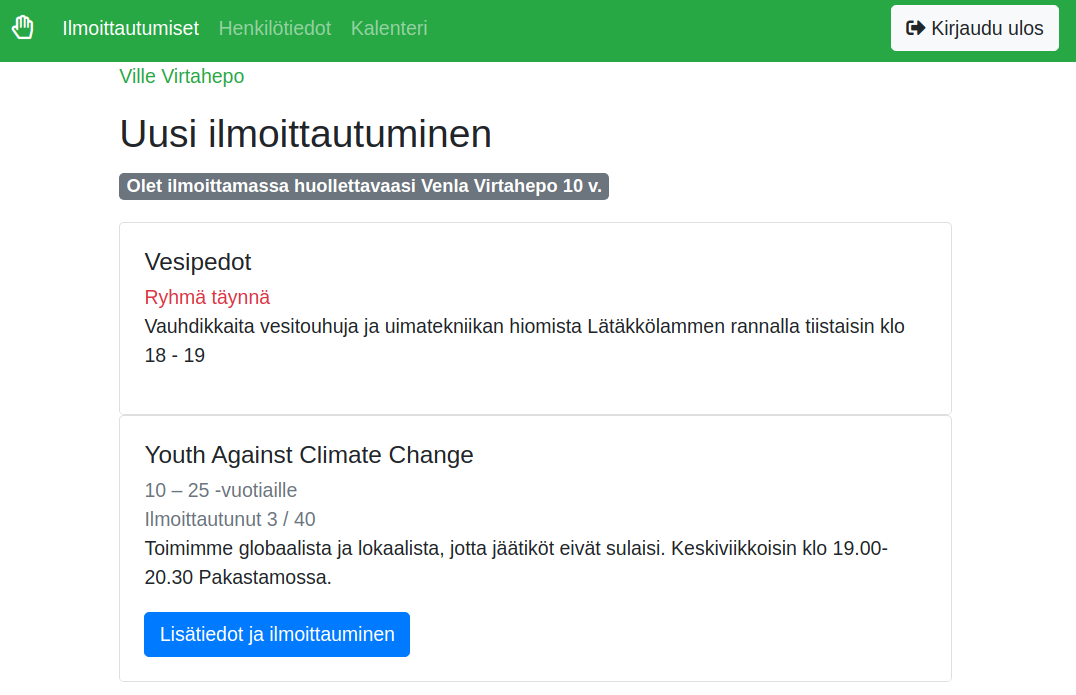 Ilmoittautumiset Henkilötiedot Kalenteri Kirjaudu ulos
Ville Virtahepo
Uusi ilmoittautuminen
Olet ilmoittamassa huollettavaasi Venla Virtahepo 10 v.
Vesipedot
Ryhmä täynnä
Vauhdikkaita vesitouhuja ja uimatekniikan hiomista Lätäkkölammen rannalla tiistaisin klo
18 - 19
Youth Against Climate Change
10 – 25 -vuotiaille
Ilmoittautunut 3 / 40
Toimimme globaalista ja lokaalista, jotta jäätiköt eivät sulaisi. Keskiviikkoisin klo 19.00-
20.30 Pakastamossa.
Lisätiedot ja ilmoittauminen